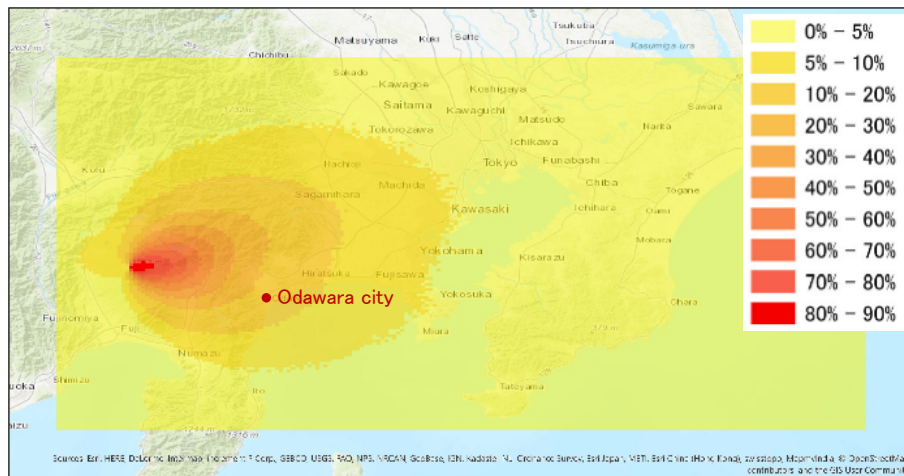 Tsukuba
Matsuyama
Kuki
Satte
Tsuchiura
Kasumiga ura
Chichibu
Sakado
Kawagoe
Koshigaya
Saitama
Kawaguchi
Sawara
Tokorozawa
Matsudo
Narita
Ichikawa
Hachioji
Tokyo
Funabashi
Kofu
Machida
Chiba
Sagamihara
Togane
Kawasaki
Ichihara
Mobara
Yokohama
Kisarazu
Hiratsuka
Fujisawa
Odawara city
Yokosuka
Ohara
Fujinomiya
Fuji
Miura
Numazu
Shimizu
Ito
Tateyama
0% - 5%
5% - 10%
10% - 20%
20% - 30%
30% - 40%
40% - 50%
50% - 60%
60% - 70%
70% - 80%
80% - 90%